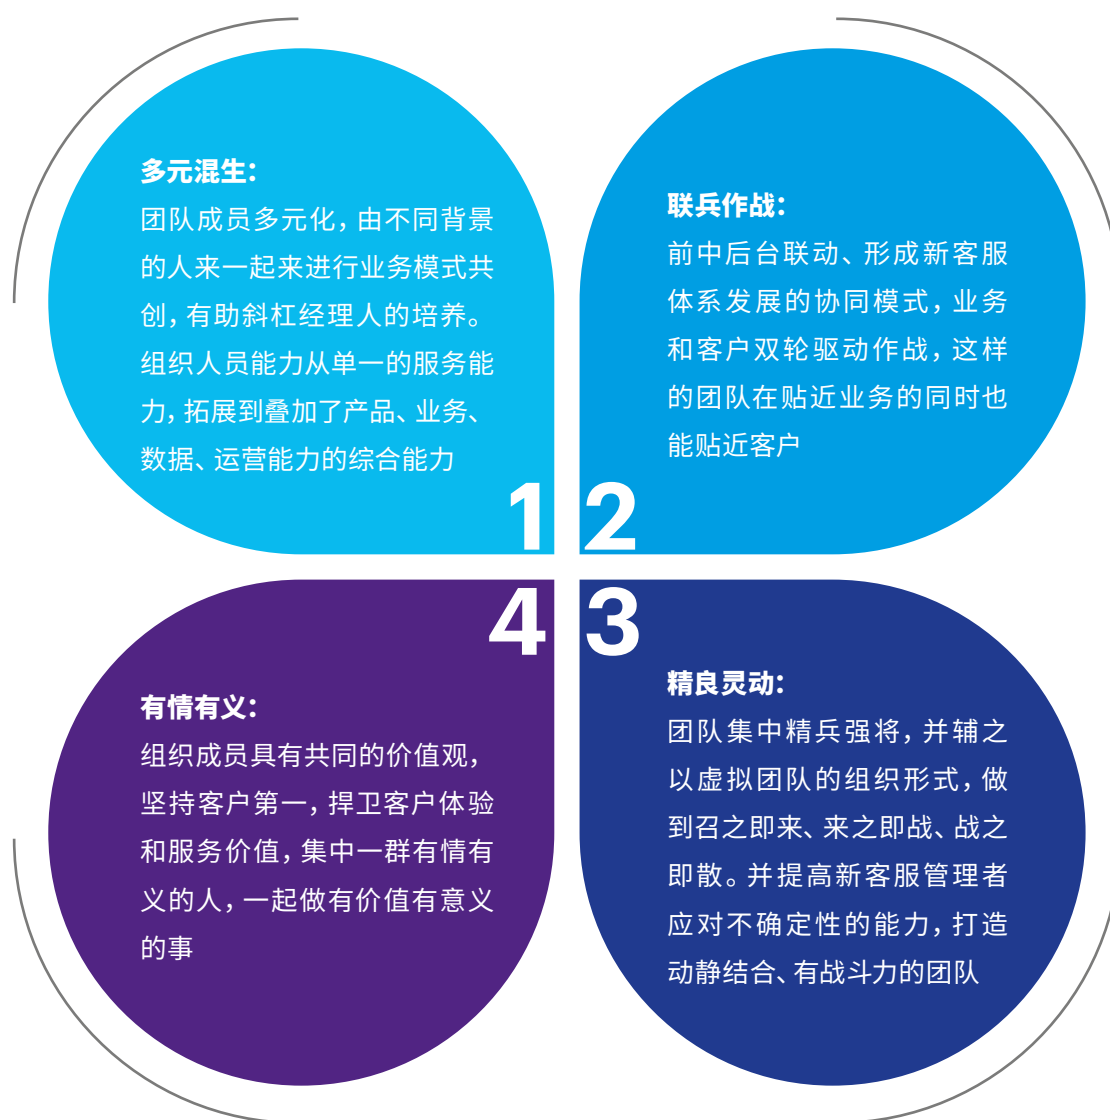 多元混生：
团队成员多元化，由不同背景
的人来一起来进行业务模式共
创，有助斜杠经理人的培养。
组织人员能力从单一的服务能
力，拓展到叠加了产品、业务、
数据、运营能力的综合能力
1
联兵作战：
前中后台联动、形成新客服
体系发展的协同模式，业务
和客户双轮驱动作战，这样
的团队在贴近业务的同时也
能贴近客户
2
4
有情有义：
组织成员具有共同的价值观，
坚持客户第一，捍卫客户体验
和服务价值，集中一群有情有
义的人，一起做有价值有意义
的事
3
精良灵动：
团队集中精兵强将，并辅之
以虚拟团队的组织形式，做
到召之即来、来之即战、战之
即散。并提高新客服管理者
应对不确定性的能力，打造
动静结合、有战斗力的团队